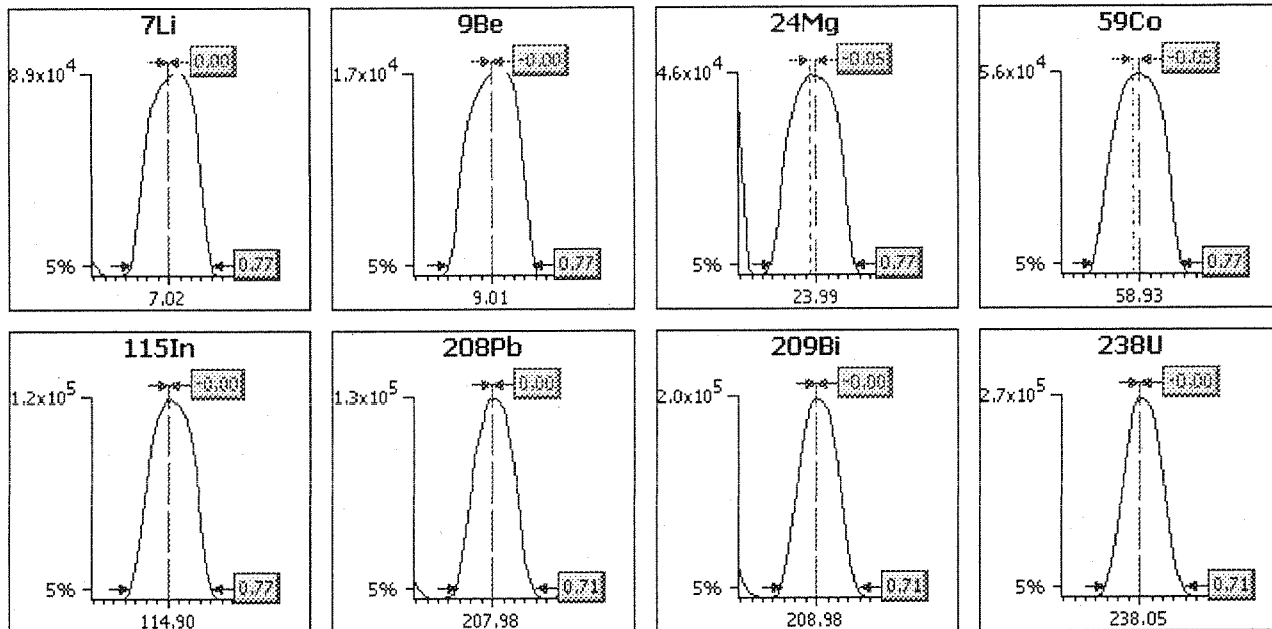 7Li
0.00
8.9x10^4
5%
0.77
7.02
9Be
-0.00
1.7x10^4
5%
0.77
9.01
24Mg
-0.05
4.6x10^4
5%
0.77
23.99
59Co
-0.05
5.6x10^4
5%
0.77
58.93
115In
-0.00
1.2x10^5
5%
0.77
114.90
208Pb
0.00
1.3x10^5
5%
0.71
207.98
209Bi
-0.00
2.0x10^5
5%
0.71
208.98
238U
-0.00
2.7x10^5
5%
0.71
238.05